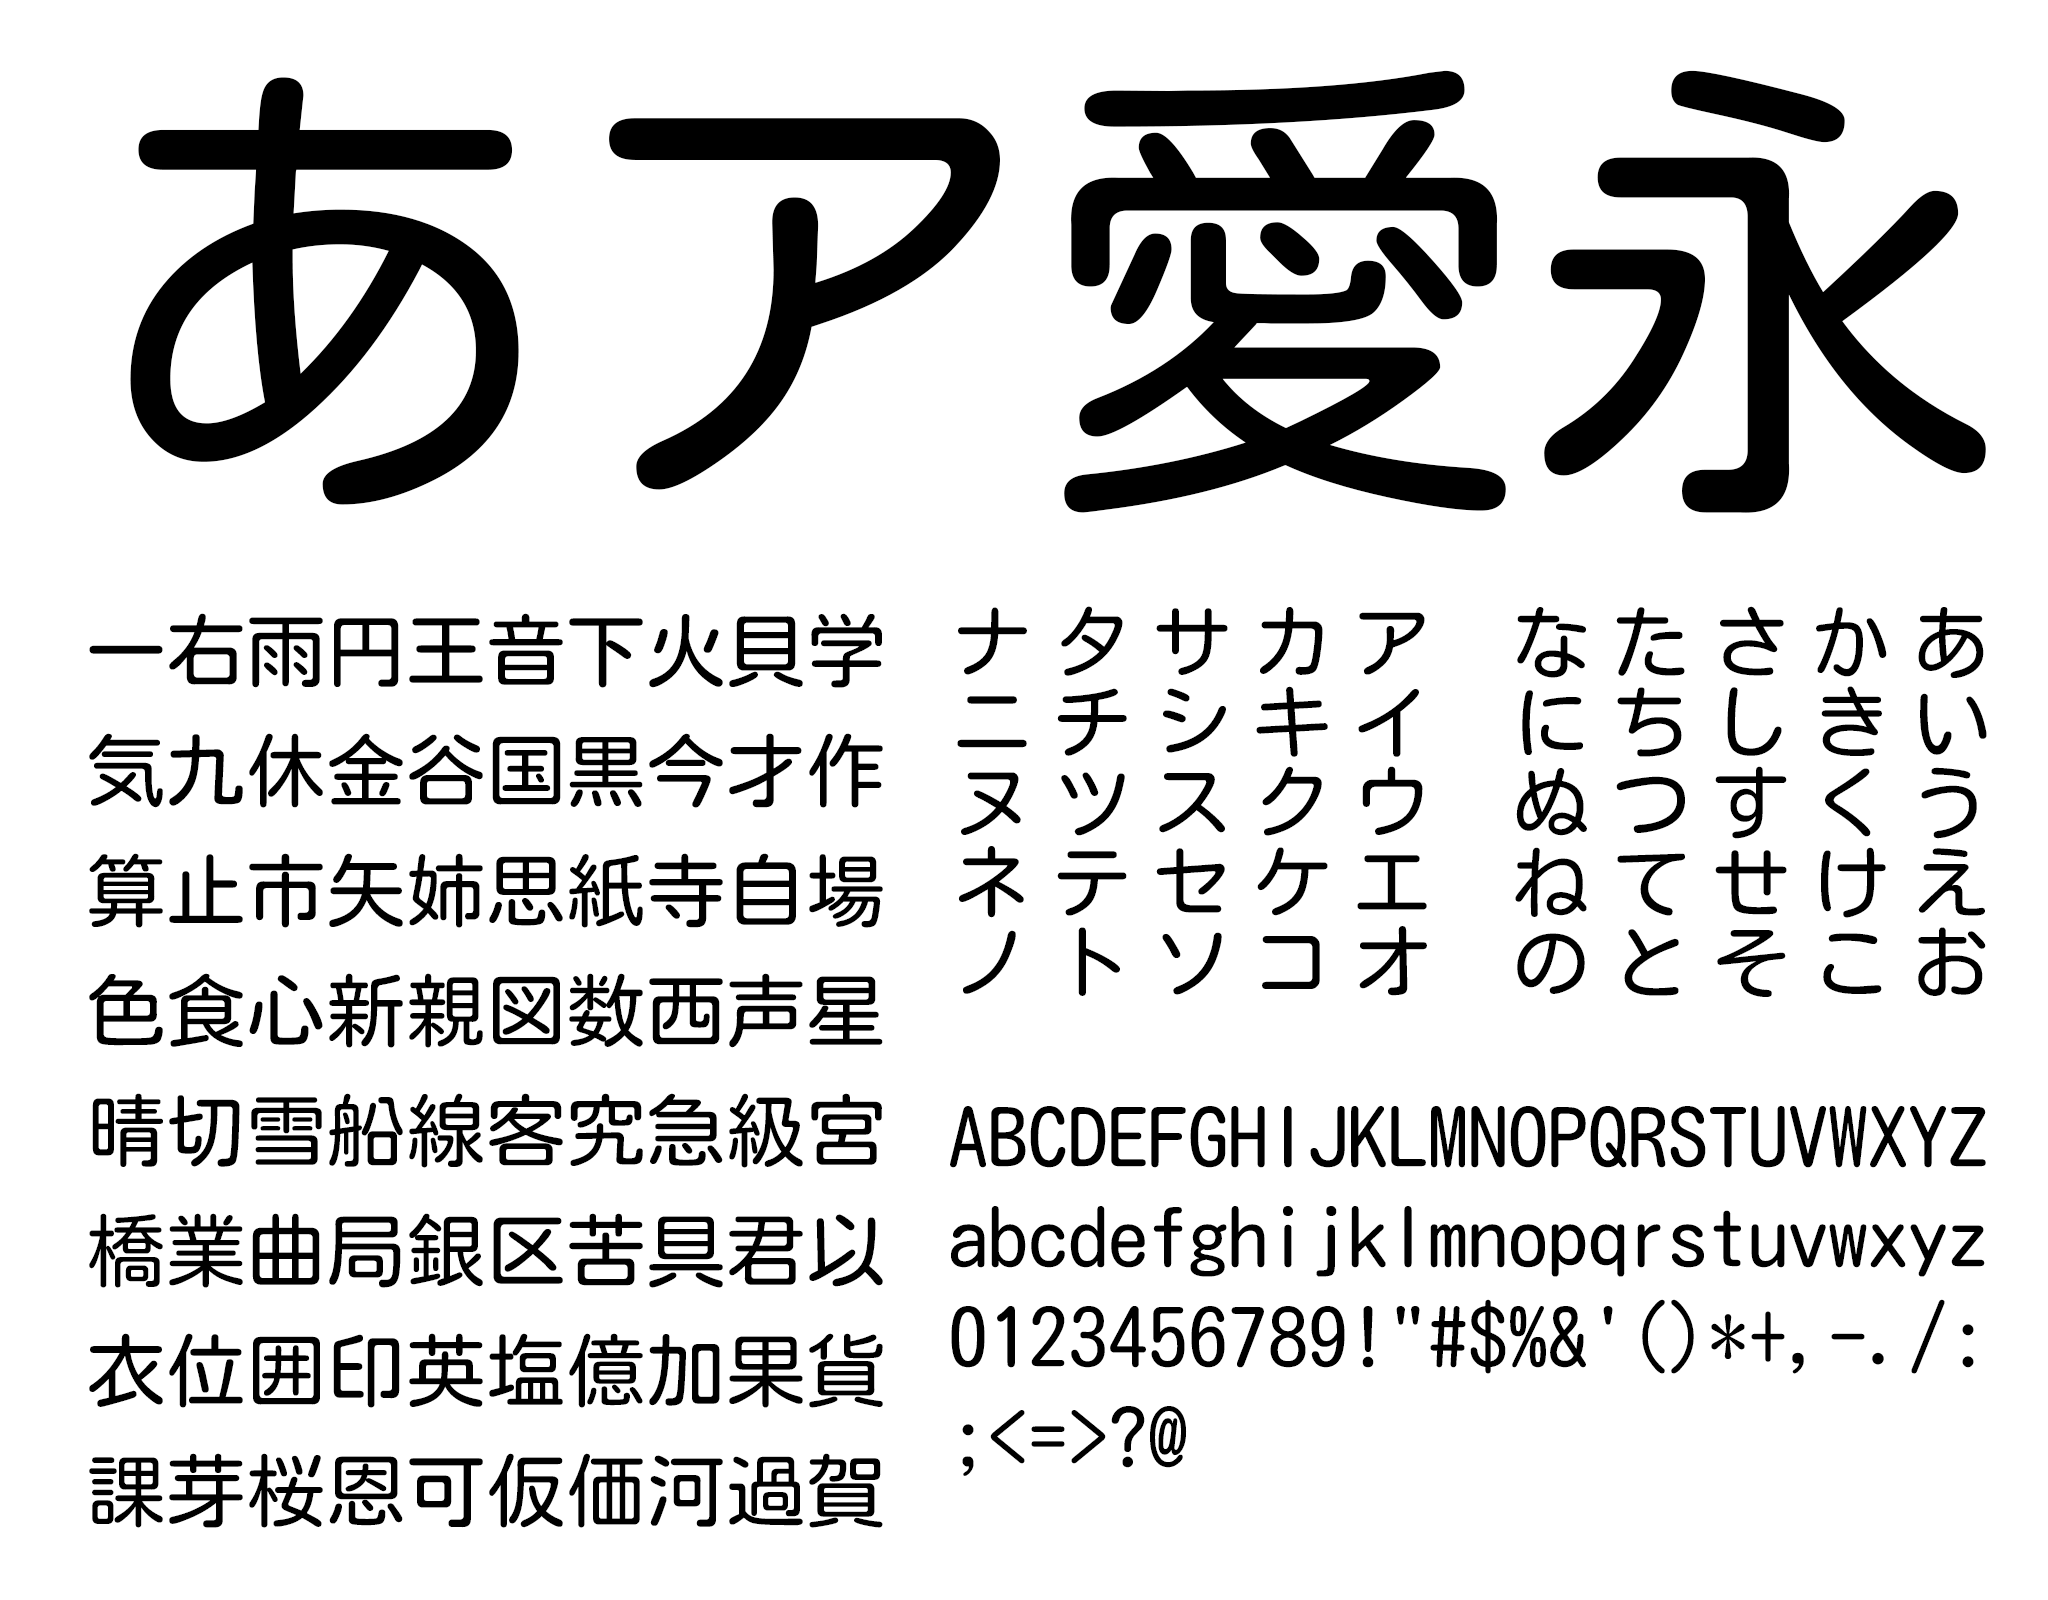 あア愛永
一右雨円王音下火貝学
気九休金谷国黒今才作
算止市矢姉思紙寺自場
色食心新親図数西声星
晴切雪船線客究急級宮
橋業曲局銀区苦具君以
衣位囲印英塩億加果貨
課芽桜恩可仮価河過賀
あいうえお
かきくけこ
さしすせそ
たちつてと
なにぬねの
アイウエオ
カキクケコ
サシスセソ
タチツテト
ナニヌネノ
ABCDEFGHIJKLMNOPQRSTUVWXYZ
abcdefghijklmnopqrstuvwxyz
0123456789!"#$%&'()*+,-./:
;<=>?@